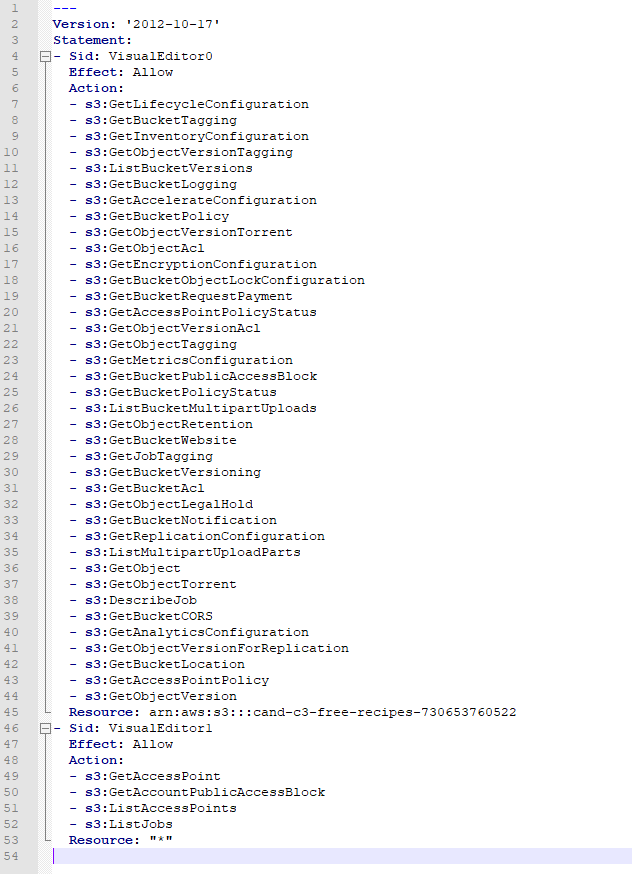 1 ---
2 Version: '2012-10-17'
3 Statement:
4 - Sid: VisualEditor0
5 Effect: Allow
6 Action:
7 - s3:GetLifecycleConfiguration
8 - s3:GetBucketTagging
9 - s3:GetInventoryConfiguration
10 - s3:GetObjectVersionTagging
11 - s3:ListBucketVersions
12 - s3:GetBucketLogging
13 - s3:GetAccelerateConfiguration
14 - s3:GetBucketPolicy
15 - s3:GetObjectVersionTorrent
16 - s3:GetObjectAcl
17 - s3:GetEncryptionConfiguration
18 - s3:GetBucketObjectLockConfiguration
19 - s3:GetBucketRequestPayment
20 - s3:GetAccessPointPolicyStatus
21 - s3:GetObjectVersionAcl
22 - s3:GetObjectTagging
23 - s3:GetMetricsConfiguration
24 - s3:GetBucketPublicAccessBlock
25 - s3:GetBucketPolicyStatus
26 - s3:ListBucketMultipartUploads
27 - s3:GetObjectRetention
28 - s3:GetBucketWebsite
29 - s3:GetJobTagging
30 - s3:GetBucketVersioning
31 - s3:GetBucketAcl
32 - s3:GetObjectLegalHold
33 - s3:GetBucketNotification
34 - s3:GetReplicationConfiguration
35 - s3:ListMultipartUploadParts
36 - s3:GetObject
37 - s3:GetObjectTorrent
38 - s3:DescribeJob
39 - s3:GetBucketCORS
40 - s3:GetAnalyticsConfiguration
41 - s3:GetObjectVersionForReplication
42 - s3:GetBucketLocation
43 - s3:GetAccessPointPolicy
44 - s3:GetObjectVersion
45 Resource: arn:aws:s3:::cand-c3-free-recipes-730653760522
46 - Sid: VisualEditor1
47 Effect: Allow
48 Action:
49 - s3:GetAccessPoint
50 - s3:GetAccountPublicAccessBlock
51 - s3:ListAccessPoints
52 - s3:ListJobs
53 Resource: "*"
54